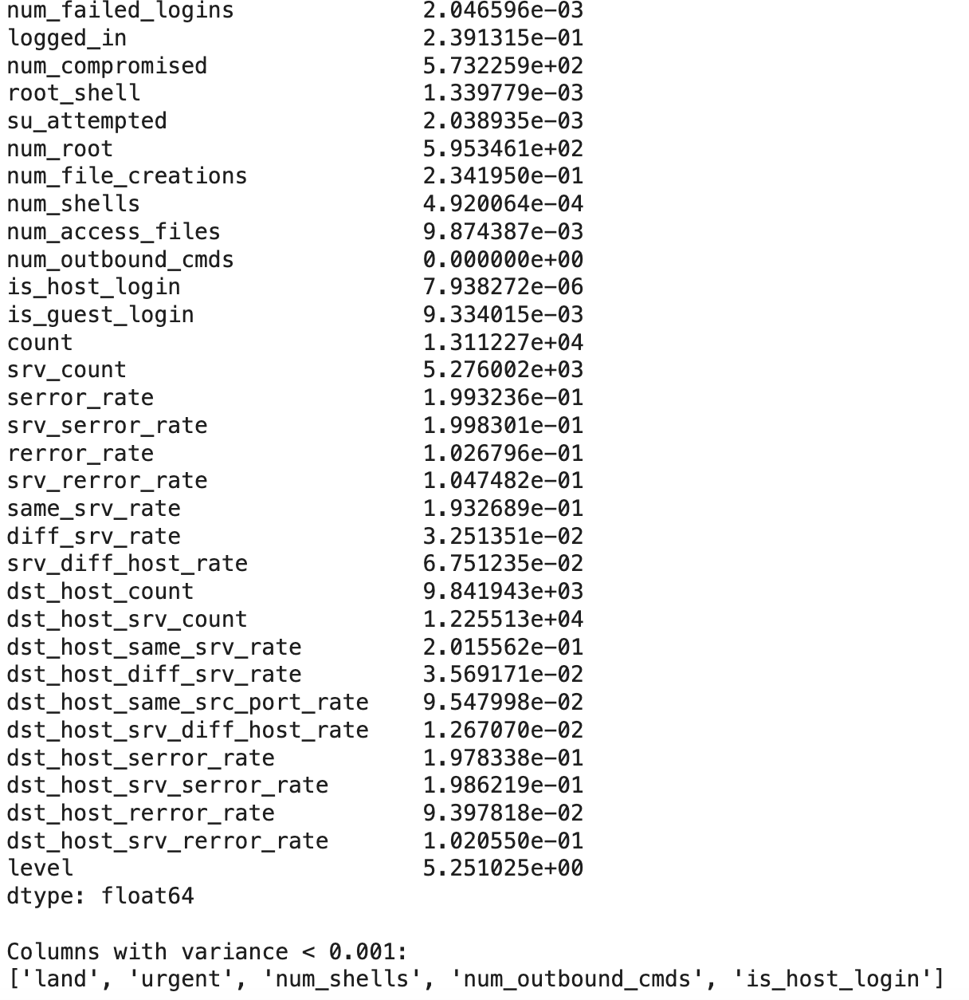 num_failed_logins 2.046596e-03
logged_in 2.391315e-01
num_compromised 5.732259e+02
root_shell 1.339779e-03
su_attempted 2.038935e-03
num_root 5.953461e+02
num_file_creations 2.341950e-01
num_shells 4.920064e-04
num_access_files 9.874387e-03
num_outbound_cmds 0.000000e+00
is_host_login 7.938272e-06
is_guest_login 9.334015e-03
count 1.311227e+04
srv_count 5.276002e+03
serror_rate 1.993236e-01
srv_serror_rate 1.998301e-01
rerror_rate 1.026796e-01
srv_rerror_rate 1.047482e-01
same_srv_rate 1.932689e-01
diff_srv_rate 3.251351e-02
srv_diff_host_rate 6.751235e-02
dst_host_count 9.841943e+03
dst_host_srv_count 1.225513e+04
dst_host_same_srv_rate 2.015562e-01
dst_host_diff_srv_rate 3.569171e-02
dst_host_same_src_port_rate 9.547998e-02
dst_host_srv_diff_host_rate 1.267070e-02
dst_host_serror_rate 1.978338e-01
dst_host_srv_serror_rate 1.986219e-01
dst_host_rerror_rate 9.397818e-02
dst_host_srv_rerror_rate 1.020550e-01
level 5.251025e+00
dtype: float64
Columns with variance < 0.001:
['land', 'urgent', 'num_shells', 'num_outbound_cmds', 'is_host_login']